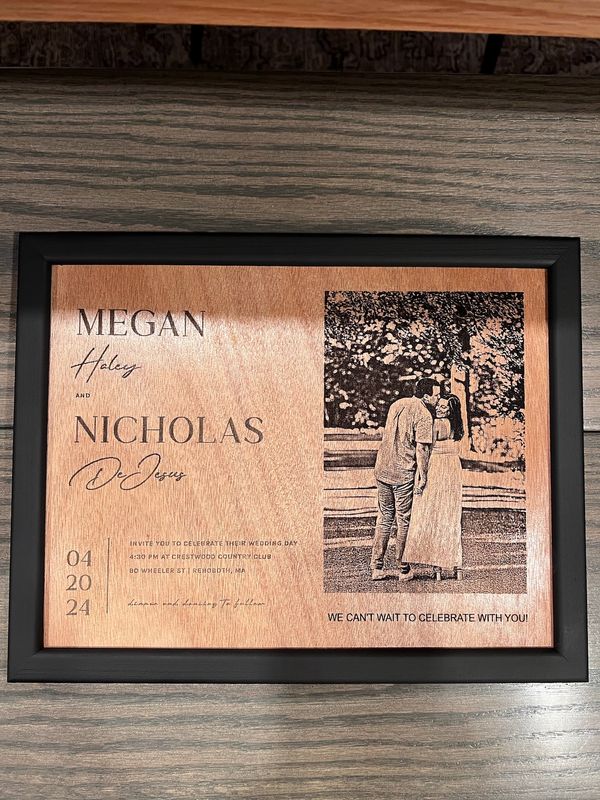 MEGAN
Haley
AND
NICHOLAS
DeJesus
04
20
24
INVITE YOU TO CELEBRATE THEIR WEDDING DAY
4:30 PM AT CRESTWOOD COUNTRY CLUB
80 WHEELER ST | REHOBOTH, MA
dinner and dancing to follow
WE CAN'T WAIT TO CELEBRATE WITH YOU!